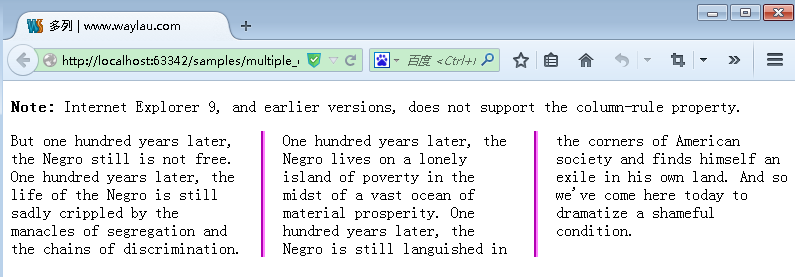 多列 | www.waylau.com
http://localhost:63342/samples/multiple_
百度 <Ctrl+
Note: Internet Explorer 9, and earlier versions, does not support the column-rule property.
But one hundred years later,
the Negro still is not free.
One hundred years later, the
life of the Negro is still
sadly crippled by the
manacles of segregation and
the chains of discrimination.
One hundred years later, the
Negro lives on a lonely
island of poverty in the
midst of a vast ocean of
material prosperity. One
hundred years later, the
Negro is still languished in
the corners of American
society and finds himself an
exile in his own land. And so
we've come here today to
dramatize a shameful
condition.